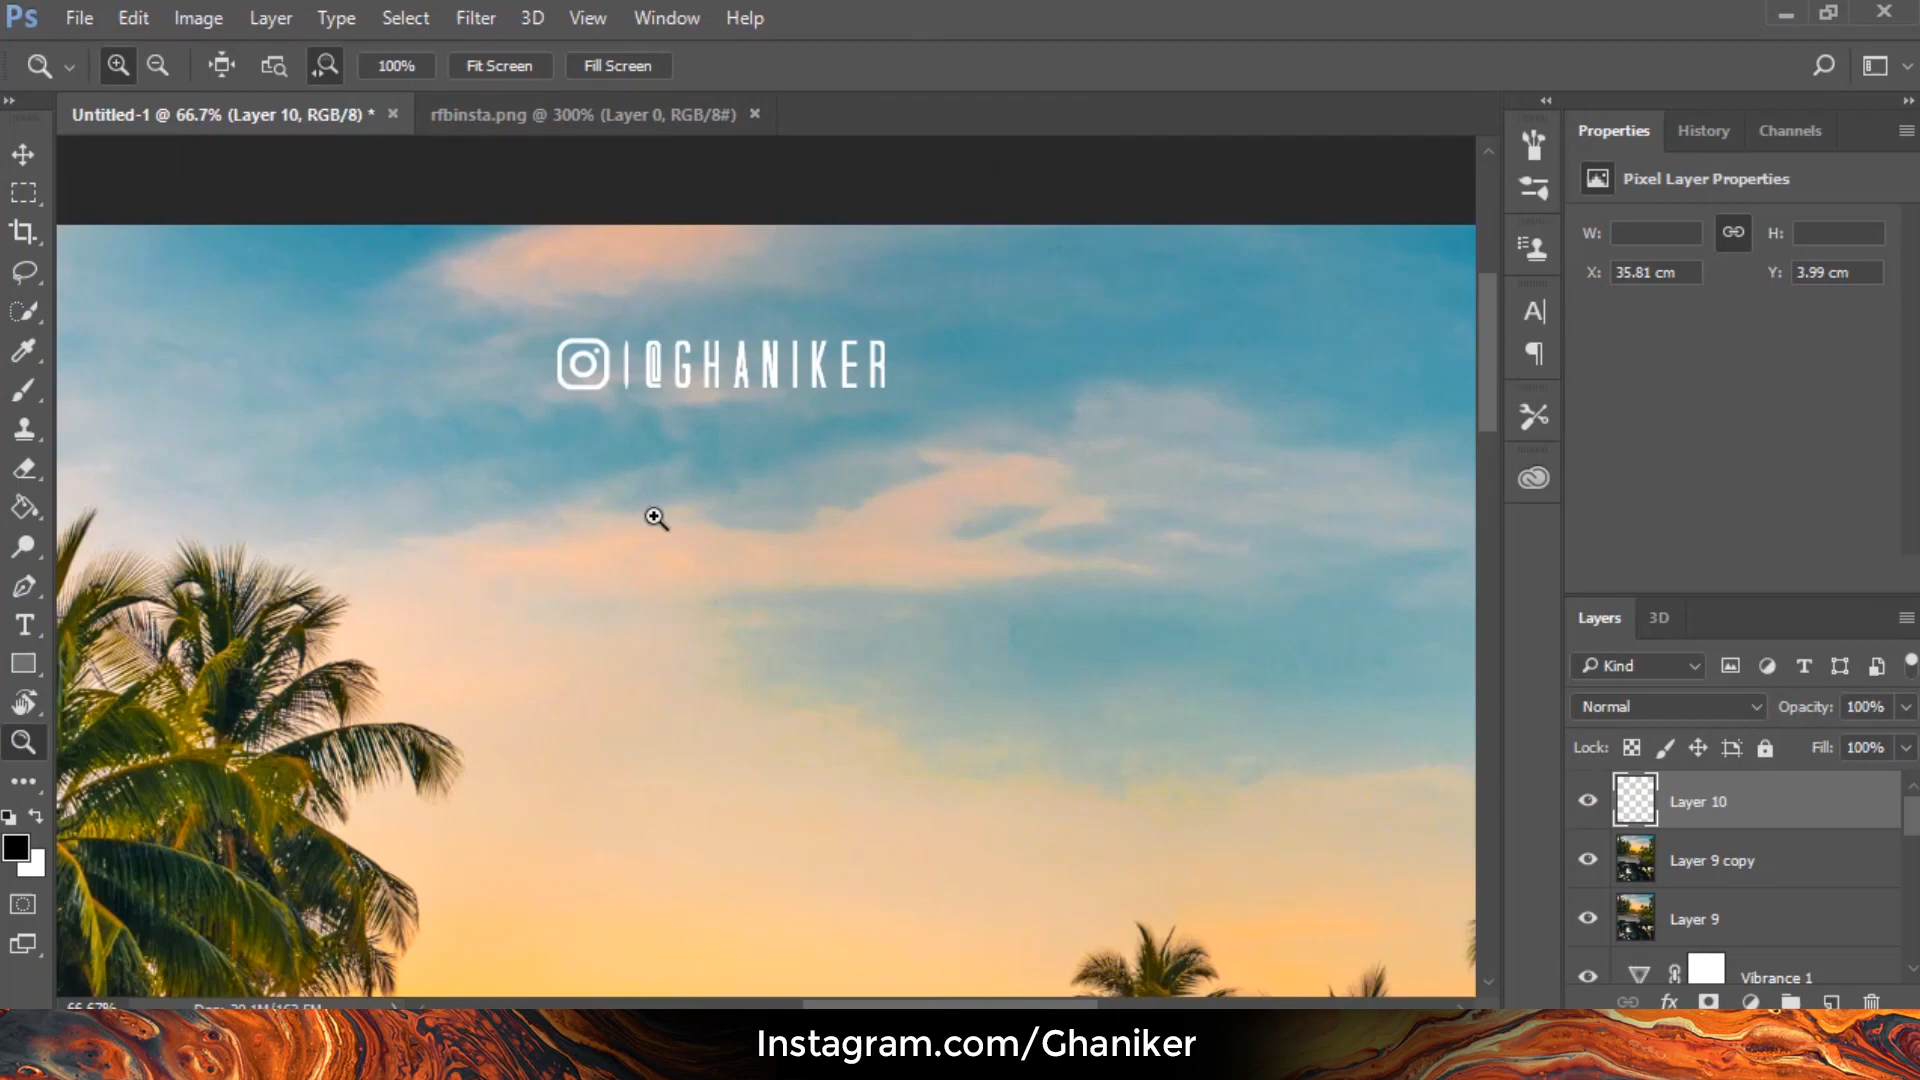 Ps File Edit Image Layer Type Select Filter 3D View Window Help
100% Fit Screen Fill Screen
Untitled-1 @ 66.7% (Layer 10, RGB/8) * rfbinsta.png @ 300% (Layer 0, RGB/8#)
Properties History Channels
Pixel Layer Properties
W: H:
X: 35.81 cm Y: 3.99 cm
|@GHANIKER
Layers 3D
Kind
Normal Opacity: 100%
Lock: Fill: 100%
Layer 10
Layer 9 copy
Layer 9
Vibrance 1
66.67%
Instagram.com/Ghaniker